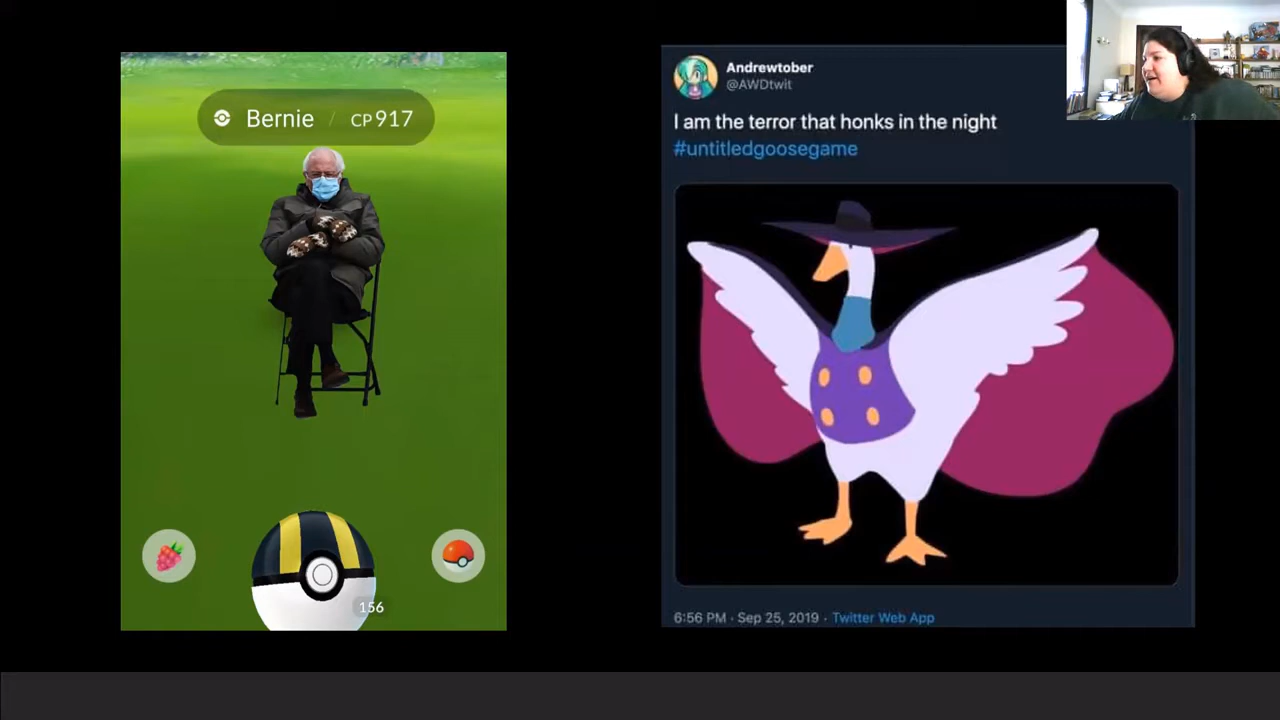 Bernie / CP917
156
Andrewtober
@AWDtwit
I am the terror that honks in the night
#untitledgoosegame
6:56 PM · Sep 25, 2019 · Twitter Web App